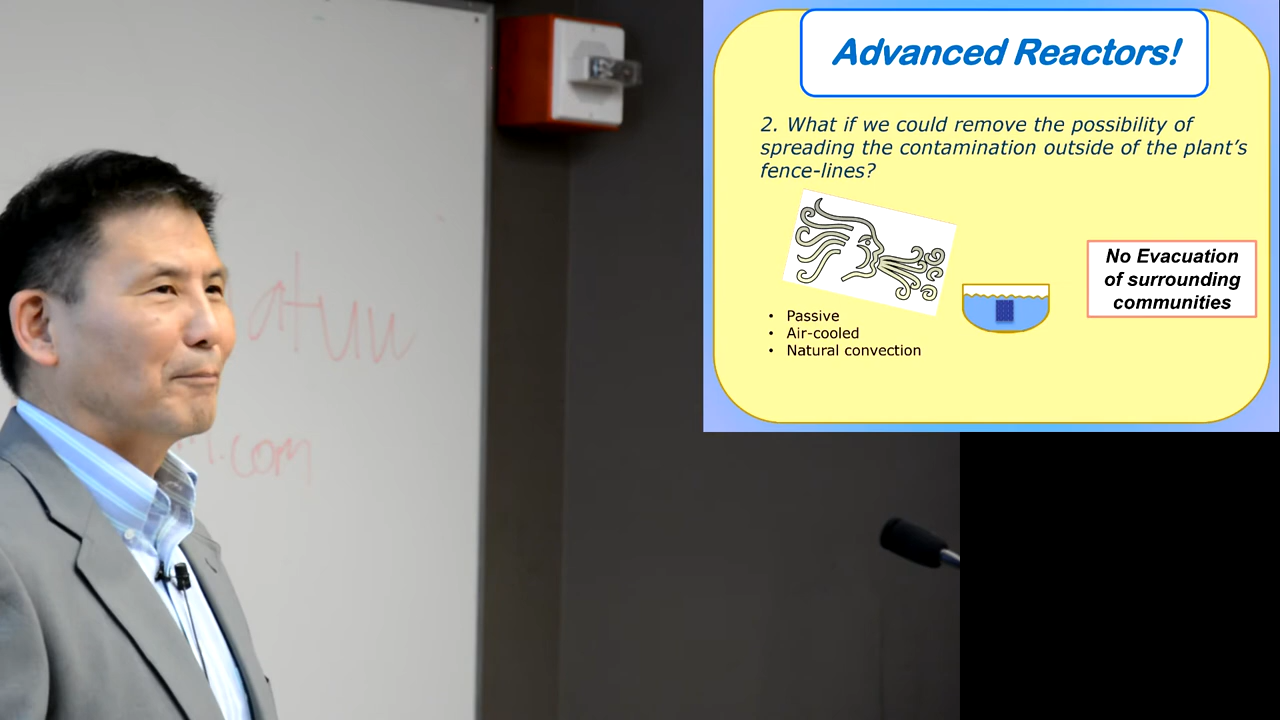 Advanced Reactors!
2. What if we could remove the possibility of
spreading the contamination outside of the plant's
fence-lines?
No Evacuation
of surrounding
communities
• Passive
• Air-cooled
• Natural convection
.com